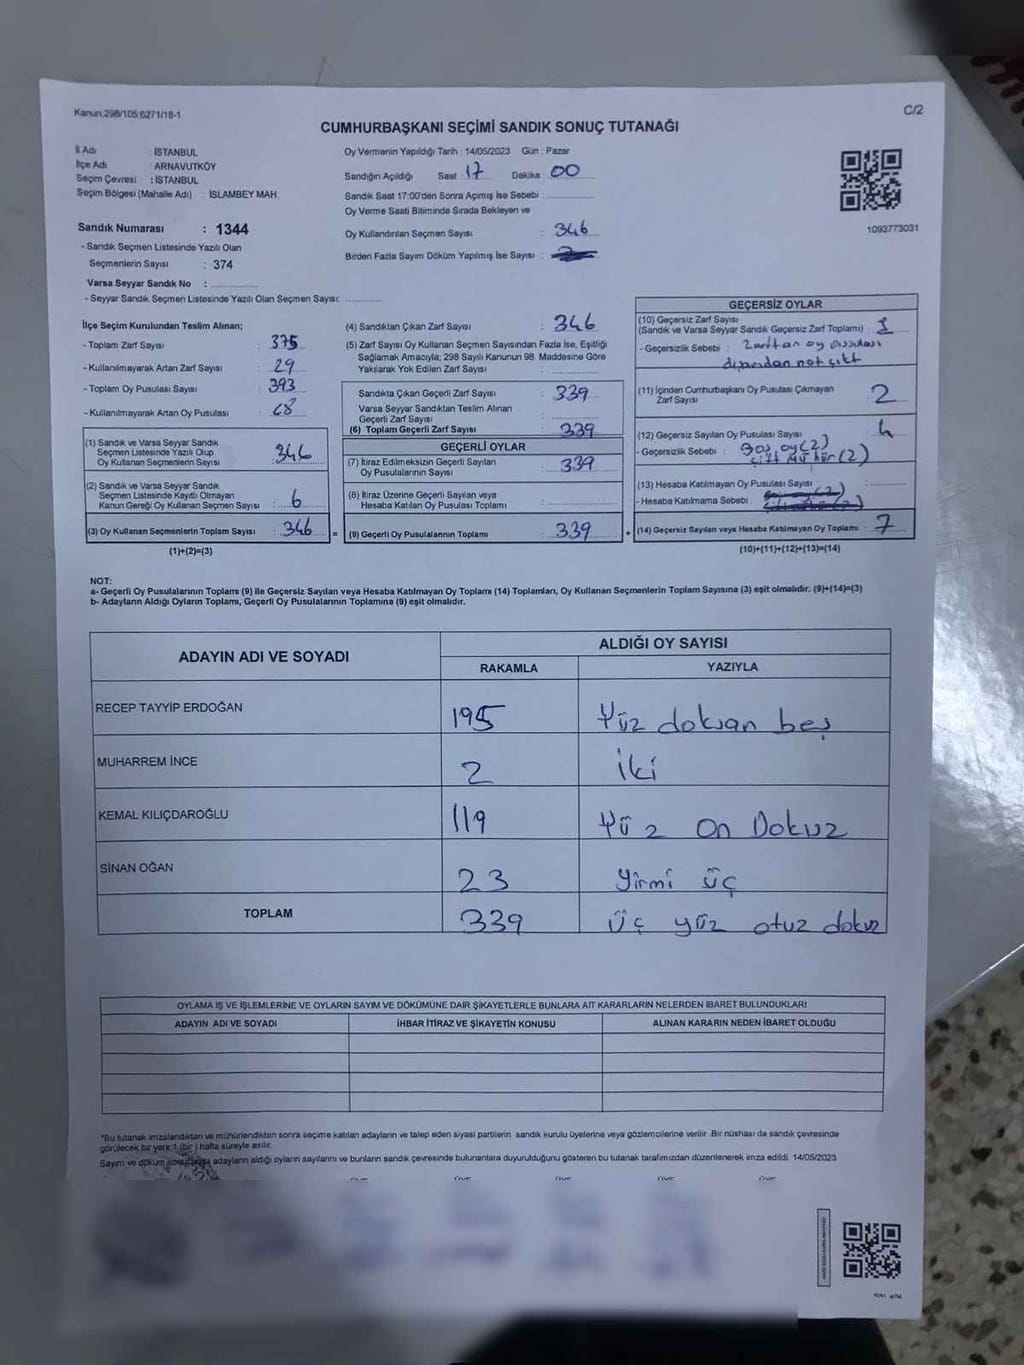 Kanun;298/105;6271/18-1
C/2
CUMHURBAŞKANI SEÇİMİ SANDIK SONUÇ TUTANAĞI
İl Adı : İSTANBUL
İlçe Adı : ARNAVUTKÖY
Seçim Çevresi : İSTANBUL
Seçim Bölgesi (Mahalle Adı) : İSLAMBEY MAH.
Sandık Numarası : 1344
- Sandık Seçmen Listesinde Yazılı Olan
Seçmenlerin Sayısı : 374
Varsa Seyyar Sandık No :
- Seyyar Sandık Seçmen Listesinde Yazılı Olan Seçmen Sayısı:
Oy Vermenin Yapıldığı Tarih : 14/05/2023 Gün : Pazar
Sandığın Açıldığı Saat : 17 Dakika : 00
Sandık Saat 17:00'den Sonra Açımış İse Sebebi :
Oy Verme Saati Bitiminde Sırada Bekleyen ve
Oy Kullandırılan Seçmen Sayısı : 346
Birden Fazla Sayım Döküm Yapılmış İse Sayısı :
1093773031
İlçe Seçim Kurulundan Teslim Alınan;
- Toplam Zarf Sayısı : 375
- Kullanılmayarak Artan Zarf Sayısı : 29
- Toplam Oy Pusulası Sayısı : 393
- Kullanılmayarak Artan Oy Pusulası :
(1) Sandık ve Varsa Seyyar Sandık
Seçmen Listesinde Yazılı Olup
Oy Kullanan Seçmenlerin Sayısı : 346
(2) Sandık ve Varsa Seyyar Sandık
Seçmen Listesinde Kayıtlı Olmayan
Kanun Gereği Oy Kullanan Seçmen Sayısı : 6
(3) Oy Kullanan Seçmenlerin Toplam Sayısı : 346 =
(1)+(2)=(3)
(4) Sandıktan Çıkan Zarf Sayısı : 346
(5) Zarf Sayısı Oy Kullanan Seçmen Sayısından Fazla İse, Eşitliği
Sağlamak Amacıyla; 298 Sayılı Kanunun 98. Maddesine Göre
Yakılarak Yok Edilen Zarf Sayısı :
Sandıkta Çıkan Geçerli Zarf Sayısı : 339
Varsa Seyyar Sandıktan Teslim Alınan
Geçerli Zarf Sayısı :
(6) Toplam Geçerli Zarf Sayısı : 339
GEÇERLİ OYLAR
(7) İtiraz Edilmeksizin Geçerli Sayılan
Oy Pusulalarının Sayısı : 339
(8) İtiraz Üzerine Geçerli Sayılan veya
Hesaba Katılan Oy Pusulası Toplamı :
(9) Geçerli Oy Pusulalarının Toplamı : 339 +
GEÇERSİZ OYLAR
(10) Geçersiz Zarf Sayısı
(Sandık ve Varsa Seyyar Sandık Geçersiz Zarf Toplamı) : 1
- Geçersizlik Sebebi : Zarftan oy pusulası
dışından not çıktı
(11) İçinden Cumhurbaşkanı Oy Pusulası Çıkmayan
Zarf Sayısı : 2
(12) Geçersiz Sayılan Oy Pusulası Sayısı : 4
- Geçersizlik Sebebi : Boş oy (2)
Çift Mühür (2)
(13) Hesaba Katılmayan Oy Pusulası Sayısı :
- Hesaba Katılmama Sebebi :
(14) Geçersiz Sayılan veya Hesaba Katılmayan Oy Toplamı : 7
(10)+(11)+(12)+(13)=(14)
NOT:
a- Geçerli Oy Pusulalarının Toplamı (9) ile Geçersiz Sayılan veya Hesaba Katılmayan Oy Toplamı (14) Toplamları, Oy Kullanan Seçmenlerin Toplam Sayısına (3) eşit olmalıdır. (9)+(14)=(3)
b- Adayların Aldığı Oyların Toplamı, Geçerli Oy Pusulalarının Toplamına (9) eşit olmalıdır.
ADAYIN ADI VE SOYADI
ALDIĞI OY SAYISI
RAKAMLA YAZIYLA
RECEP TAYYİP ERDOĞAN 195 Yüz doksan beş
MUHARREM İNCE 2 İki
KEMAL KILIÇDAROĞLU 119 Yüz On Dokuz
SİNAN OĞAN 23 Yirmi üç
TOPLAM 339 Üç yüz otuz dokuz
OYLAMA İŞ VE İŞLEMLERİNE VE OYLARIN SAYIM VE DÖKÜMÜNE DAİR ŞİKAYETLERLE BUNLARA AİT KARARLARIN NELERDEN İBARET BULUNDUKLARI
ADAYIN ADI VE SOYADI İHBAR İTİRAZ VE ŞİKAYETİN KONUSU ALINAN KARARIN NEDEN İBARET OLDUĞU
*Bu tutanak imzalandıktan ve mühürlendikten sonra seçime katılan adayların ve talep eden siyasi partilerin sandık kurulu üyelerine veya gözlemcilerine verilir. Bir nüshası da sandık çevresinde
görülecek bir yere 1 (bir) hafta süreyle asılır.
Sayım ve döküm sonucunda adayların aldığı oyların sayılarını ve bunların sandık çevresinde bulunanlara duyurulduğunu gösteren bu tutanak tarafımızdan düzenlenerek imza edildi. 14/05/2023